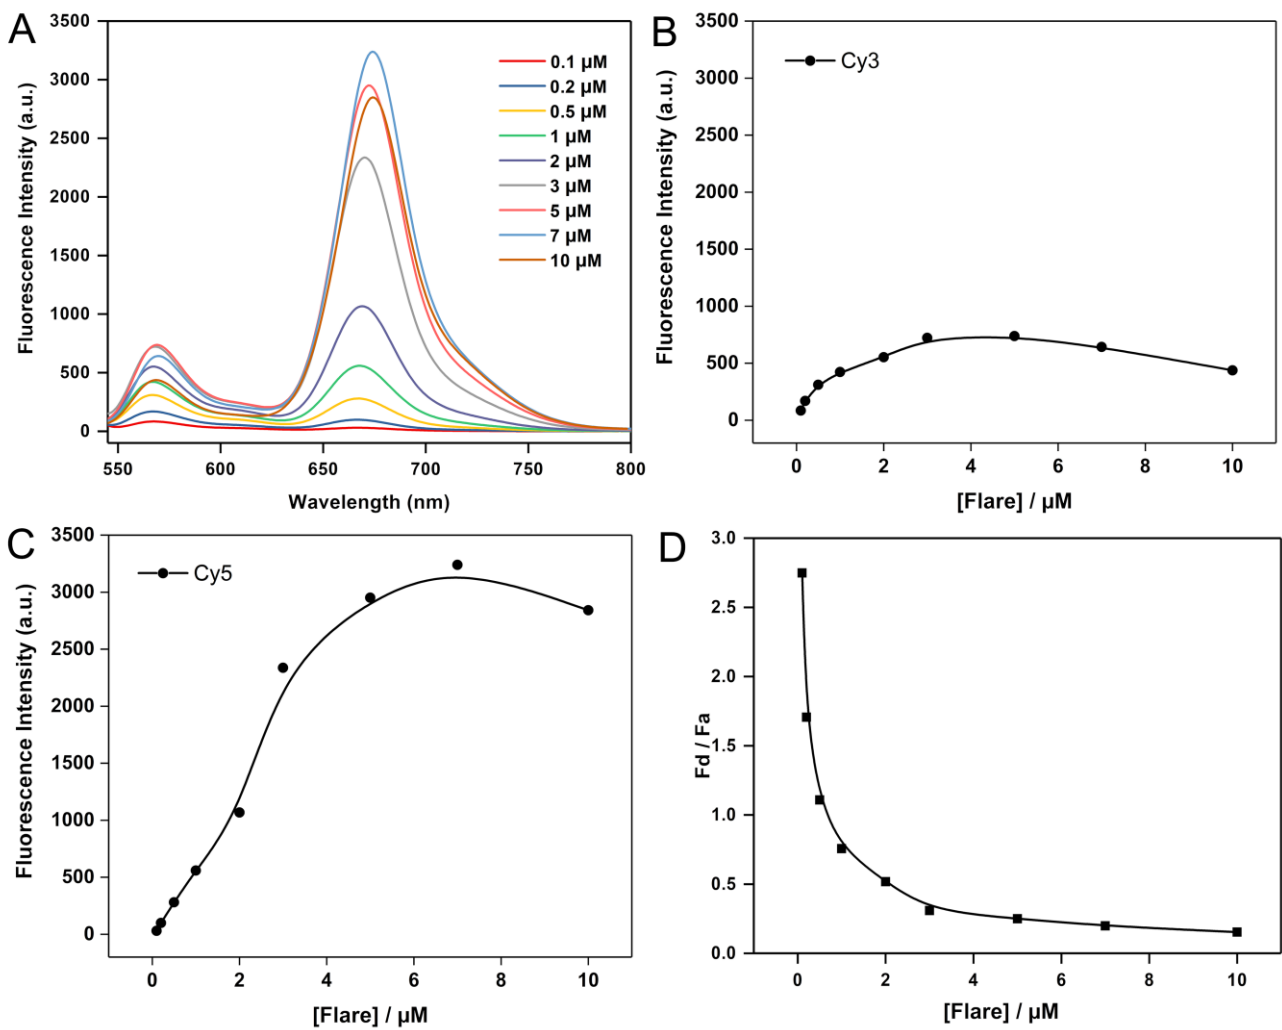 A
3500
3000
2500
2000
1500
1000
500
0
Fluorescence Intensity (a.u.)
550
600
650
700
750
800
Wavelength (nm)
0.1 μM
0.2 μM
0.5 μM
1 μM
2 μM
3 μM
5 μM
7 μM
10 μM
B
3500
3000
2500
2000
1500
1000
500
0
Fluorescence Intensity (a.u.)
Cy3
0
2
4
6
8
10
[Flare] / μM
C
3500
3000
2500
2000
1500
1000
500
0
Fluorescence Intensity (a.u.)
Cy5
0
2
4
6
8
10
[Flare] / μM
D
3.0
2.5
2.0
1.5
1.0
0.5
0.0
Fd / Fa
0
2
4
6
8
10
[Flare] / μM